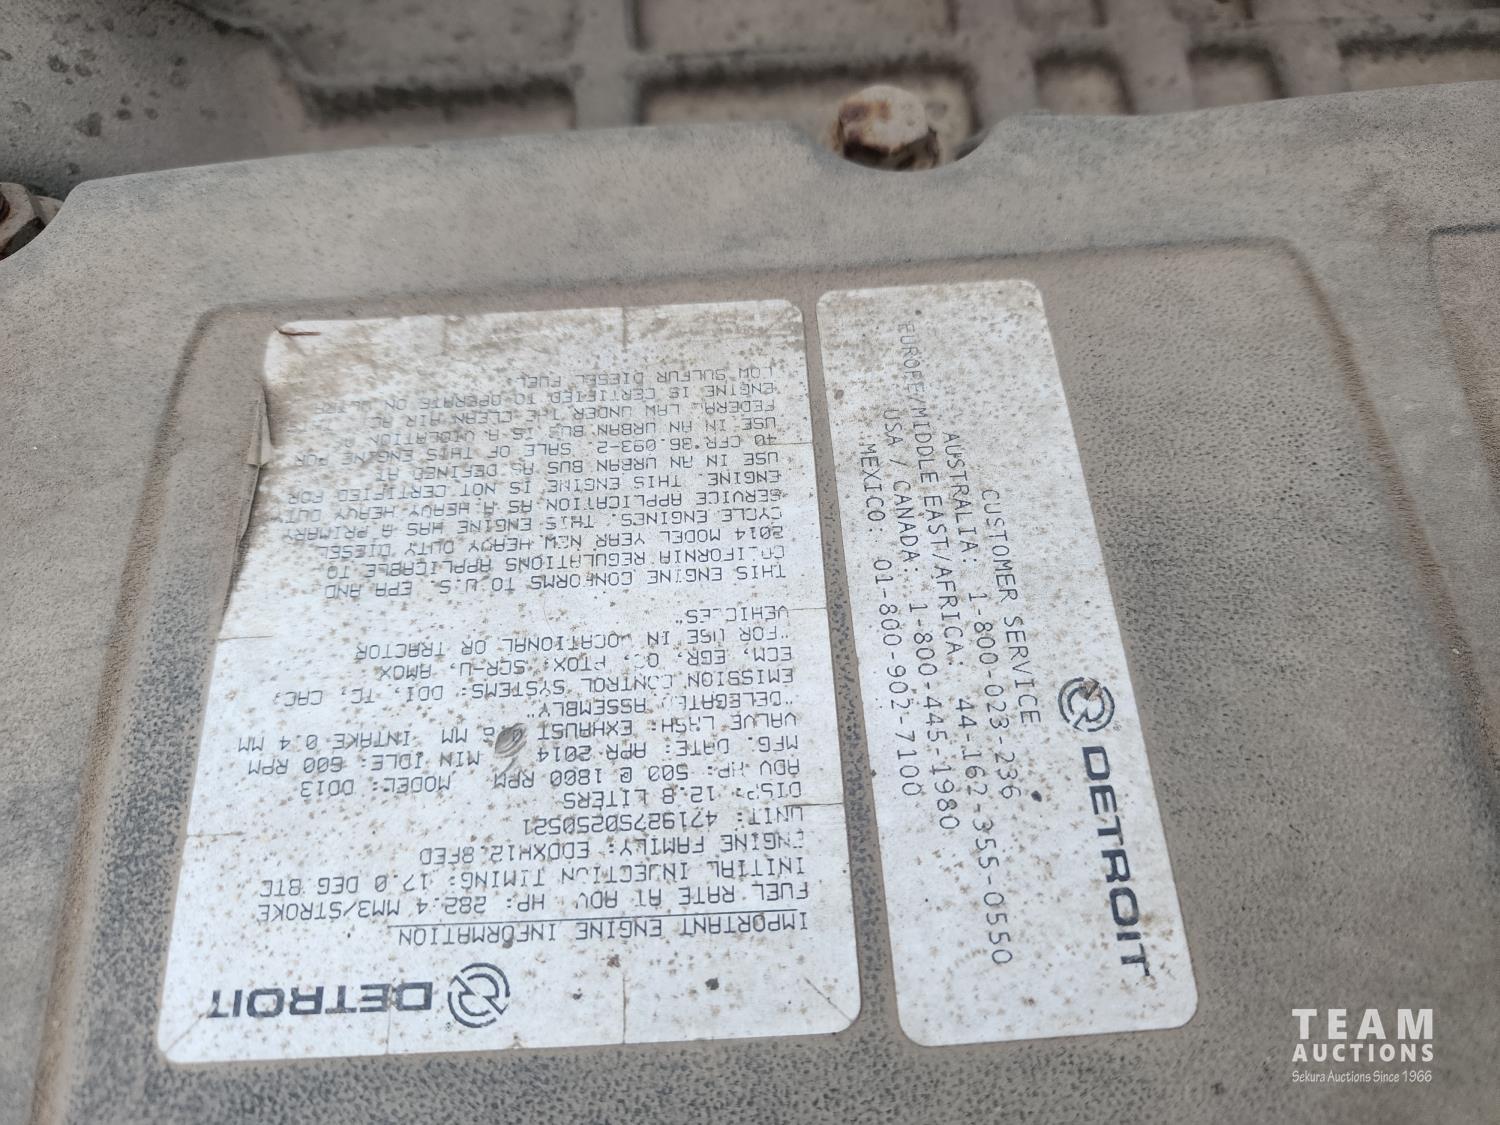 DETROIT
IMPORTANT ENGINE INFORMATION
FUEL RATE AT ADV HP: 282.4 MM3/STROKE
INITIAL INJECTION TIMING: 17.0 DEG BTC
ENGINE FAMILY: EDDXH12.8FED
UNIT: 471927S0250521
DISP: 12.8 LITERS
ADV HP: 500 @ 1800 RPM MODEL: DD13
MFG. DATE: APR 2014 MIN IDLE: 600 RPM
VALVE LASH: EXHAUST MM INTAKE 0.4 MM
"DELEGATED ASSEMBLY"
EMISSION CONTROL SYSTEMS: DDI, TC, CAC,
ECM, EGR, OC, PTOX, SCR-U, AMOX
"FOR USE IN VOCATIONAL OR TRACTOR
VEHICLES"
THIS ENGINE CONFORMS TO U.S. EPA AND
CALIFORNIA REGULATIONS APPLICABLE TO
2014 MODEL YEAR NEW HEAVY DUTY DIESEL
CYCLE ENGINES. THIS ENGINE HAS A PRIMARY
SERVICE APPLICATION AS A HEAVY HEAVY DUTY
ENGINE. THIS ENGINE IS NOT CERTIFIED FOR
USE IN AN URBAN BUS AS DEFINED AT
40 CFR 86.093-2. SALE OF THIS ENGINE FOR
USE IN AN URBAN BUS IS A VIOLATION
FEDERAL LAW UNDER THE CLEAN AIR ACT
ENGINE IS CERTIFIED TO OPERATE ON ULTRA
LOW SULFUR DIESEL FUEL.
DETROIT
CUSTOMER SERVICE
AUSTRALIA: 1-800-023-236
EUROPE/MIDDLE EAST/AFRICA: 44-162-355-0550
USA / CANADA: 1-800-445-1980
MEXICO: 01-800-902-7100
TEAM
AUCTIONS
Sekura Auctions Since 1966